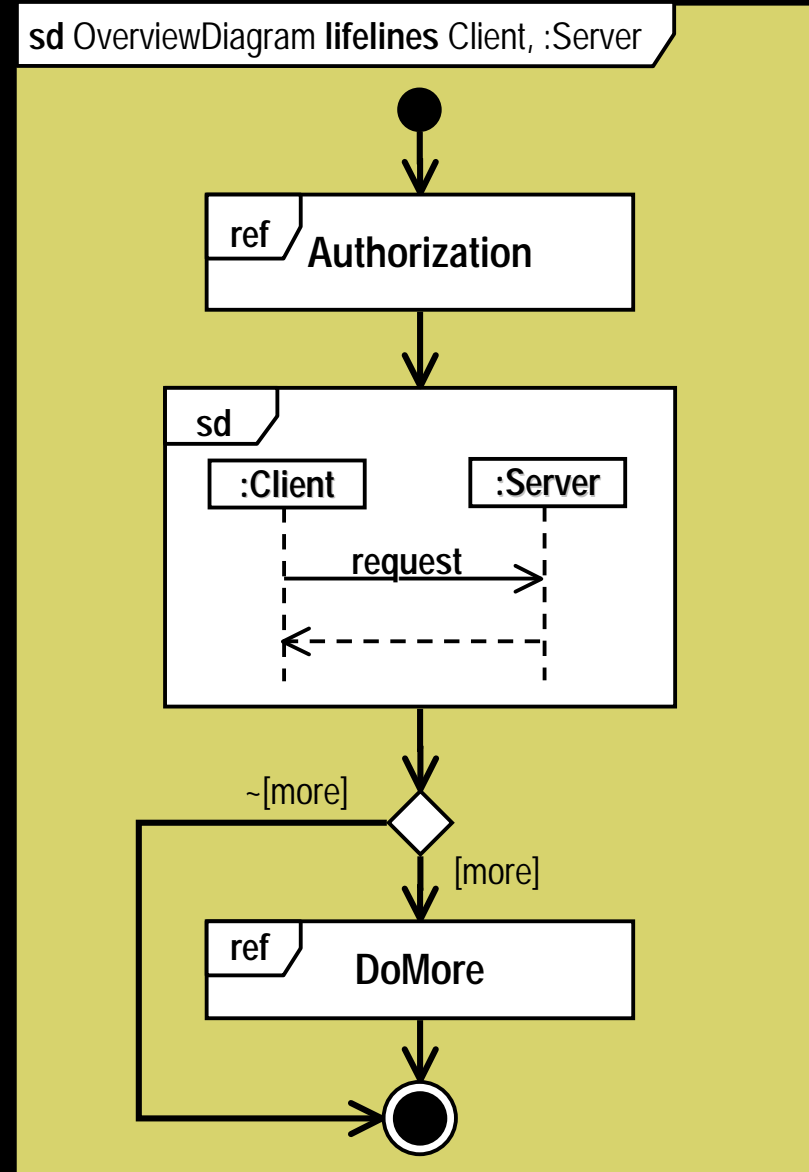 sd OverviewDiagram lifelines Client, :Server
ref
Authorization
sd
:Client
:Server
request
~[more]
[more]
ref
DoMore